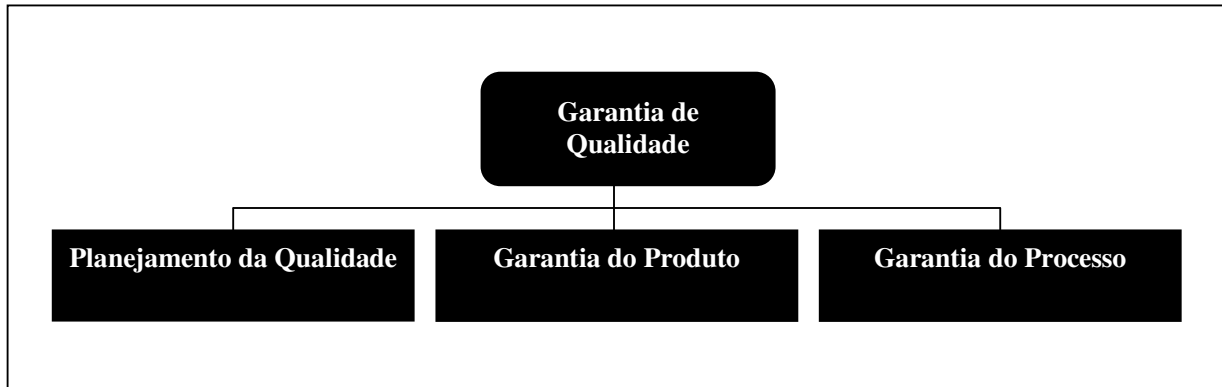 Garantia de
Qualidade
Planejamento da Qualidade
Garantia do Produto
Garantia do Processo